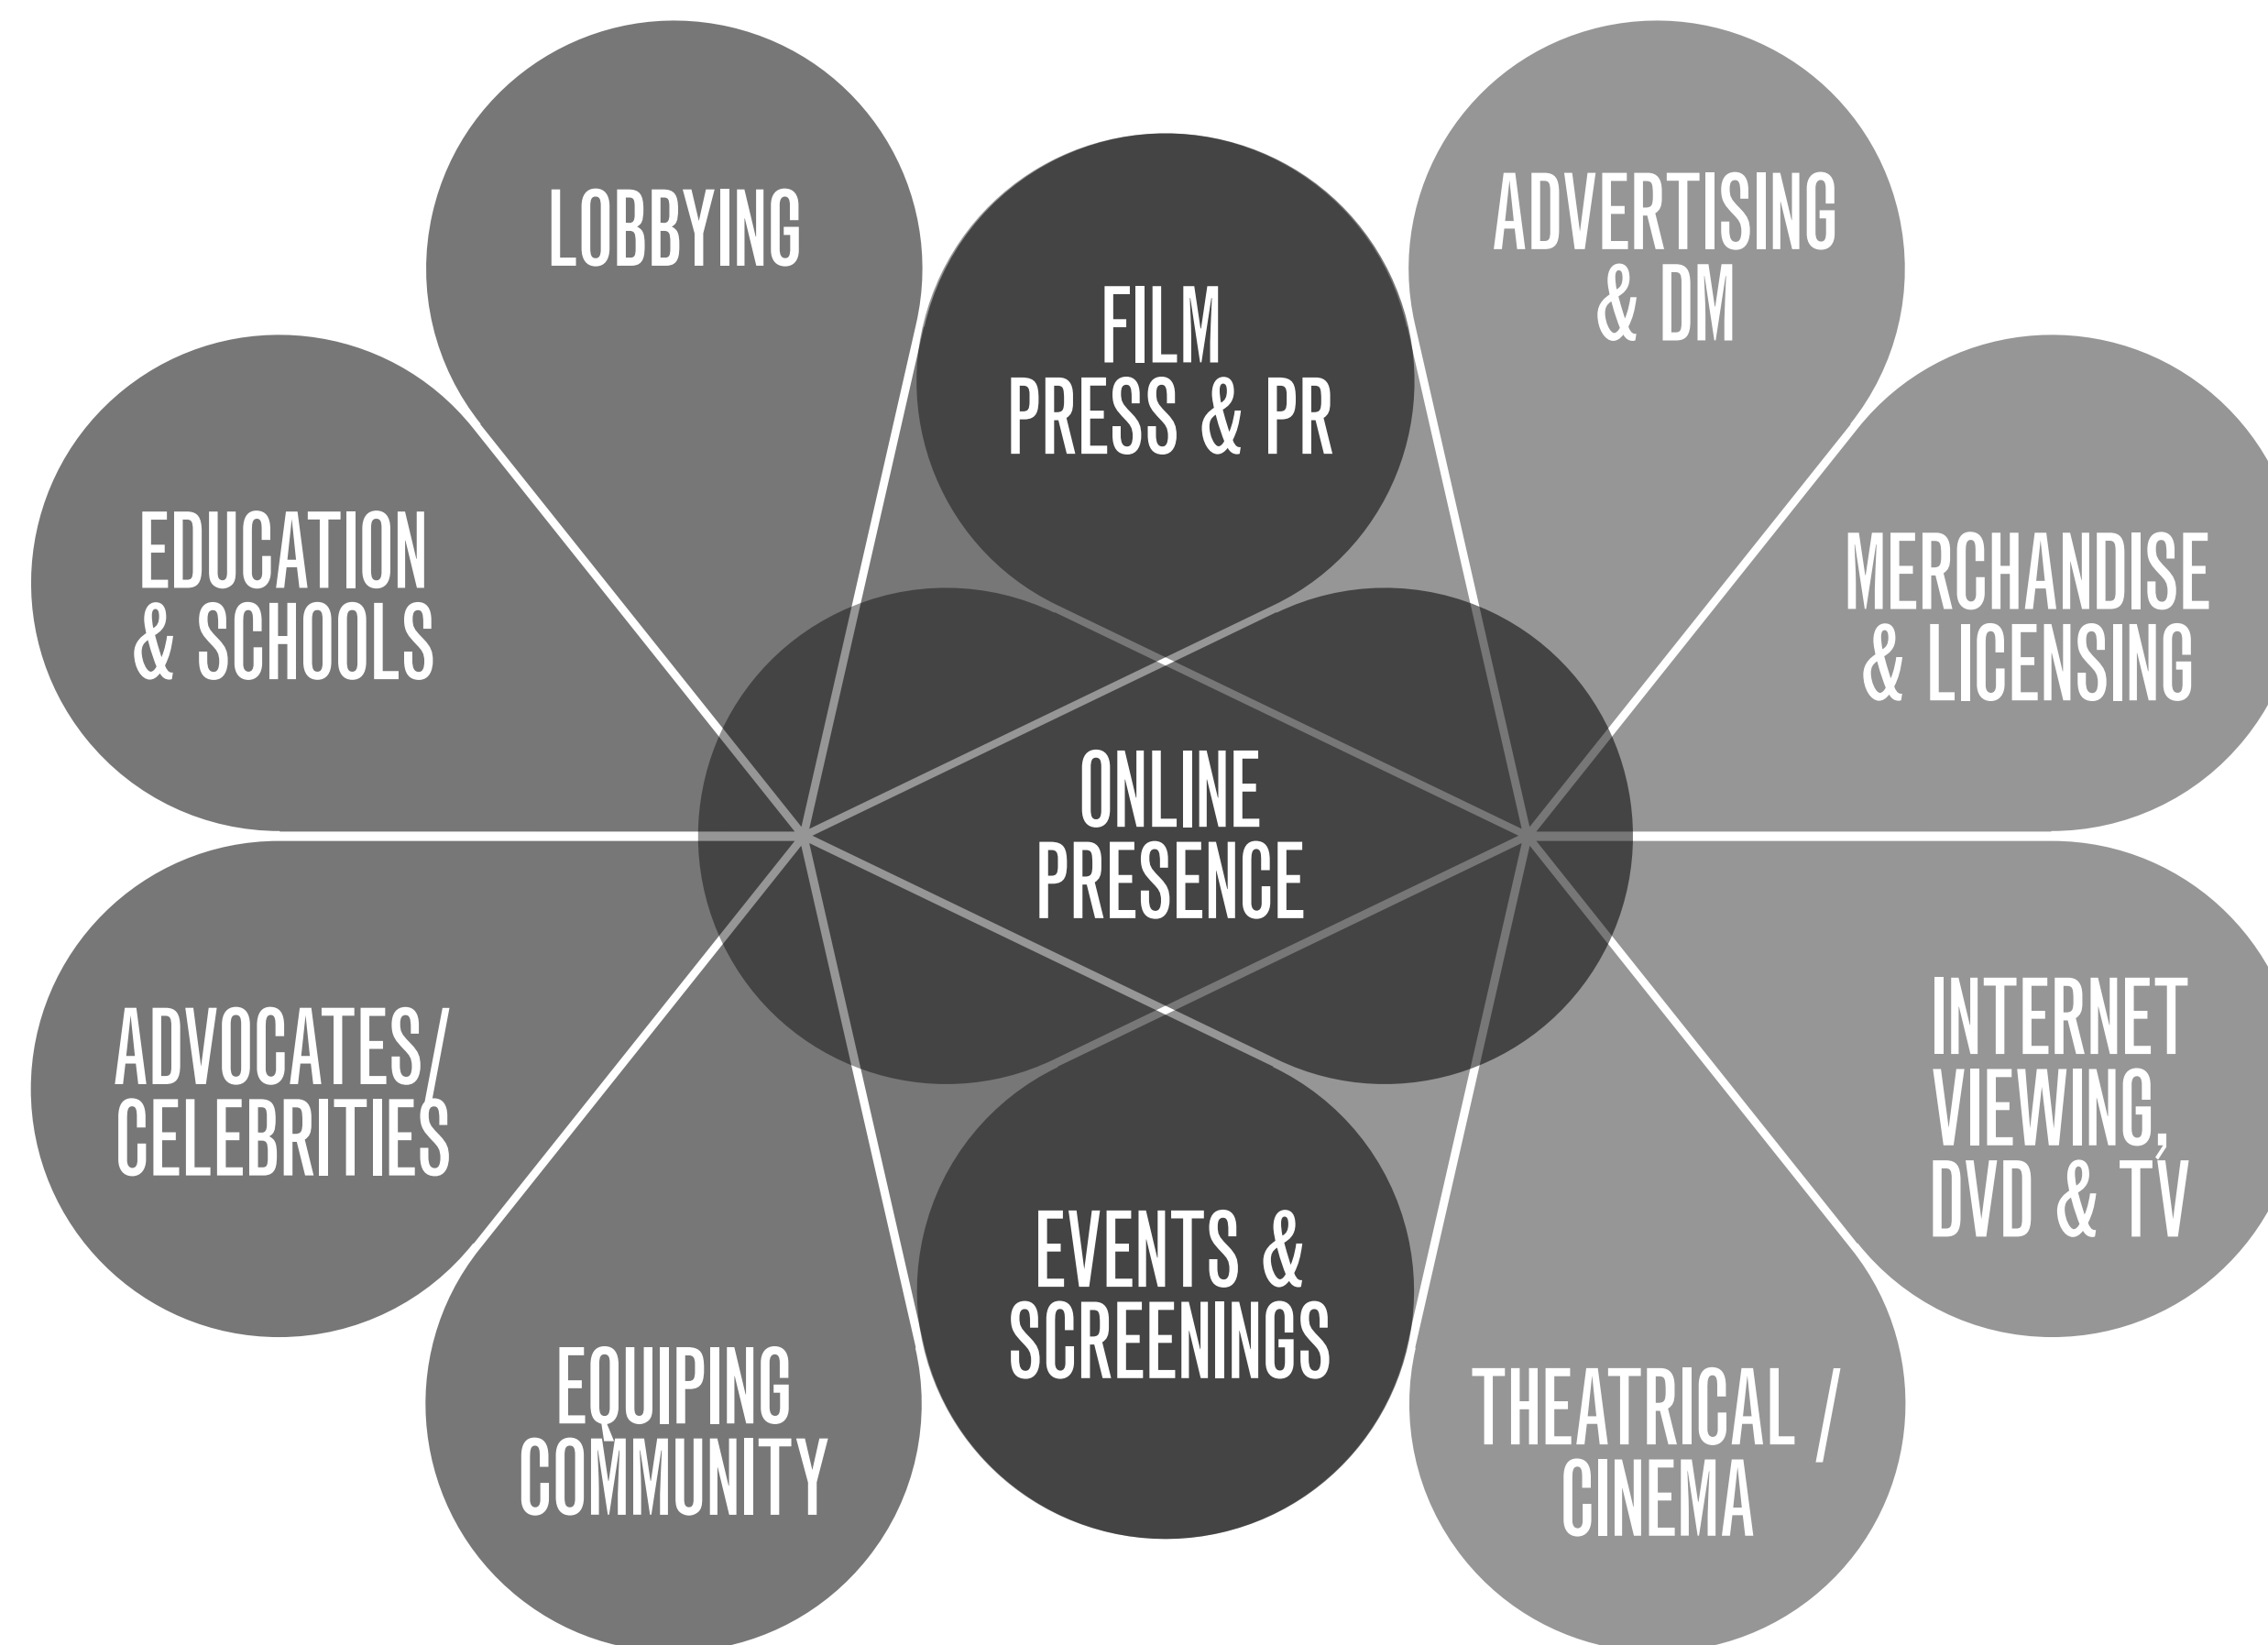 LOBBYING
FILM
PRESS & PR
ADVERTISING
& DM
EDUCATION
& SCHOOLS
MERCHANDISE
& LICENSING
ONLINE
PRESENCE
ADVOCATES/
CELEBRITIES
INTERNET
VIEWING,
DVD & TV
EVENTS &
SCREENINGS
EQUIPING
COMMUNITY
THEATRICAL /
CINEMA